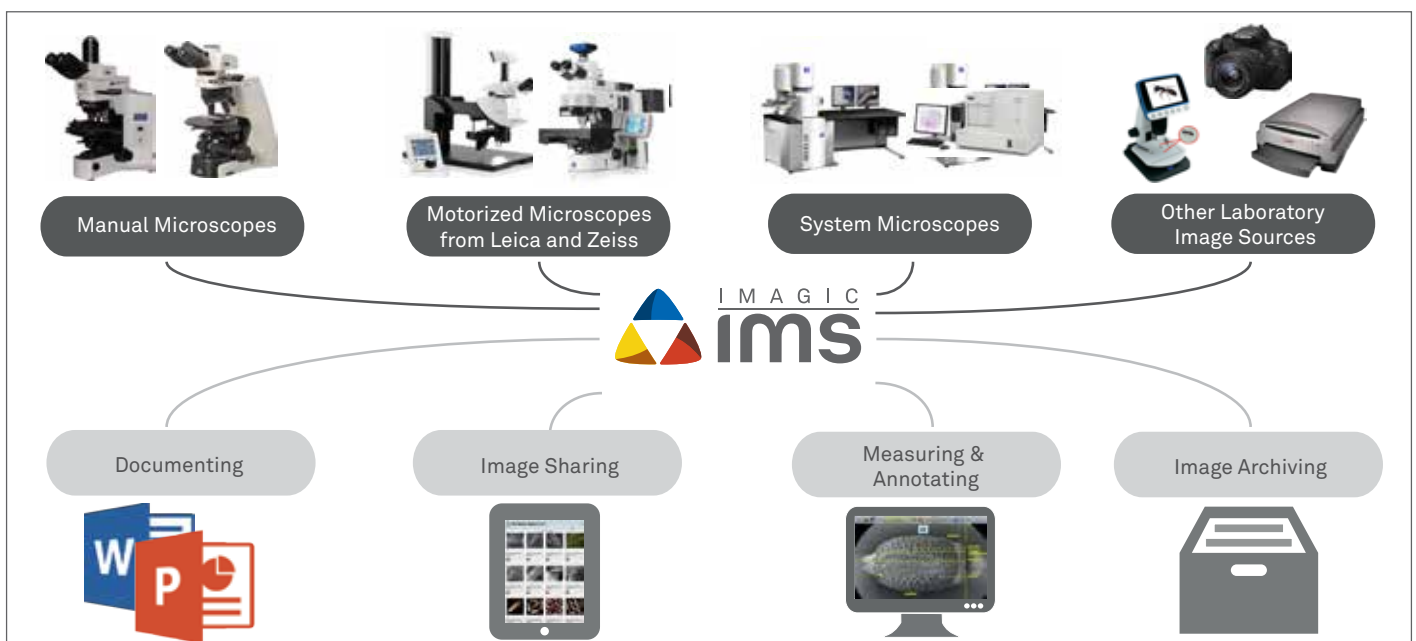 Manual Microscopes
Motorized Microscopes
from Leica and Zeiss
System Microscopes
Other Laboratory
Image Sources
IMAGIC
ims
Documenting
Image Sharing
Measuring &
Annotating
Image Archiving
W
P